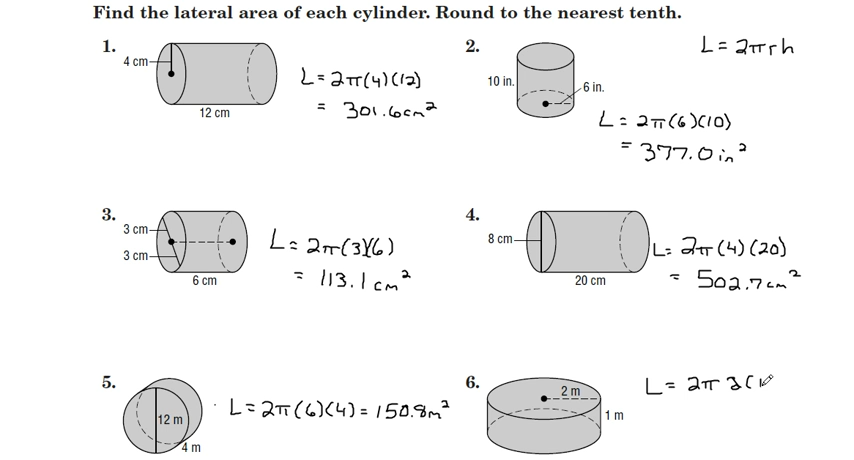 Find the lateral area of each cylinder. Round to the nearest tenth.
1.
4 cm
12 cm
L = 2π(4)(12)
= 301.6cm²
2.
L = 2πrh
10 in.
6 in.
L = 2π(6)(10)
= 377.0 in²
3.
3 cm
3 cm
6 cm
L = 2π(3)(6)
= 113.1 cm²
4.
8 cm
20 cm
L = 2π(4)(20)
= 502.7cm²
5.
12 m
4 m
L = 2π(6)(4) = 150.8m²
6.
2 m
1 m
L = 2π 2(1